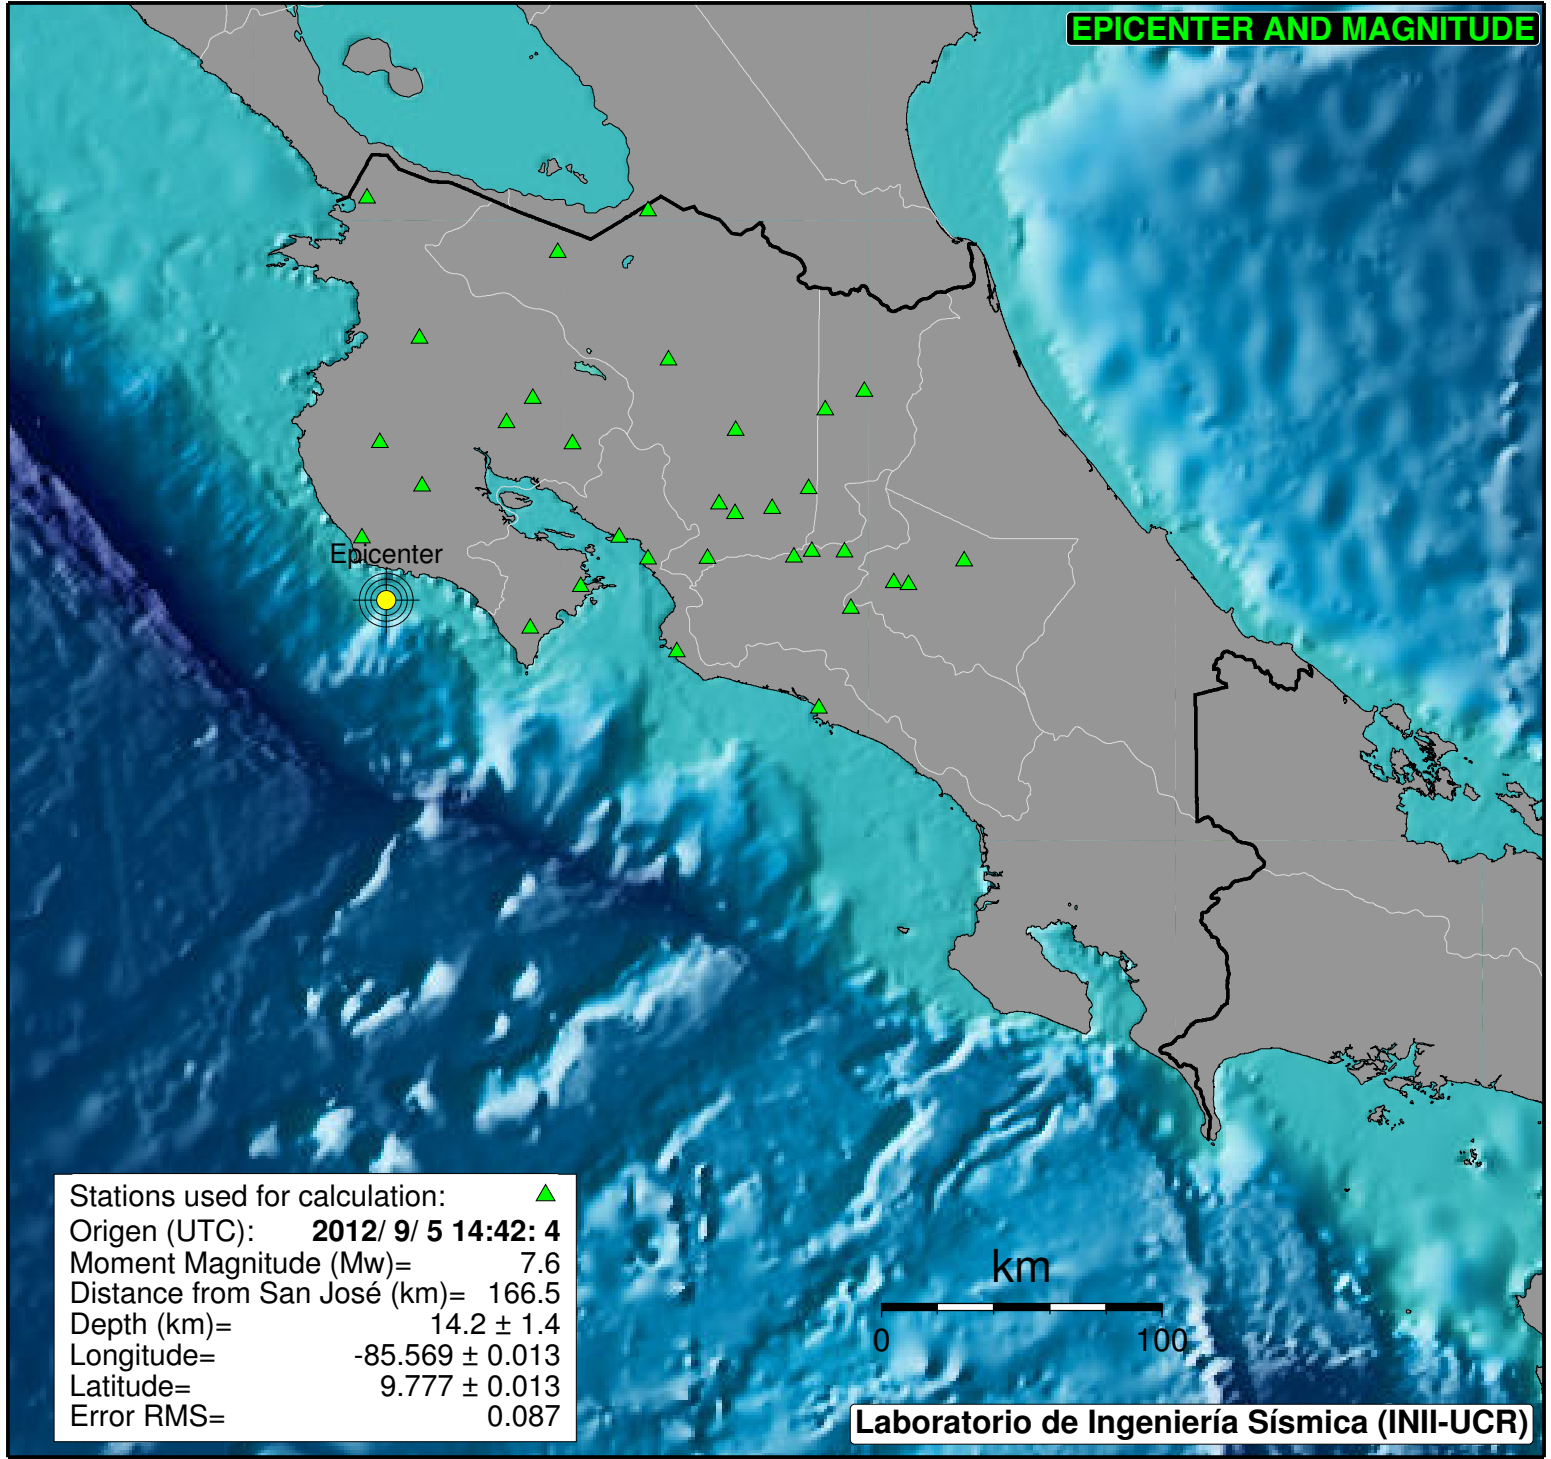 EPICENTER AND MAGNITUDE
Epicenter
Stations used for calculation:
Origen (UTC): 2012/ 9/ 5 14:42: 4
Moment Magnitude (Mw)= 7.6
Distance from San José (km)= 166.5
Depth (km)= 14.2 ± 1.4
Longitude= -85.569 ± 0.013
Latitude= 9.777 ± 0.013
Error RMS= 0.087
km
0 100
Laboratorio de Ingeniería Sísmica (INII-UCR)